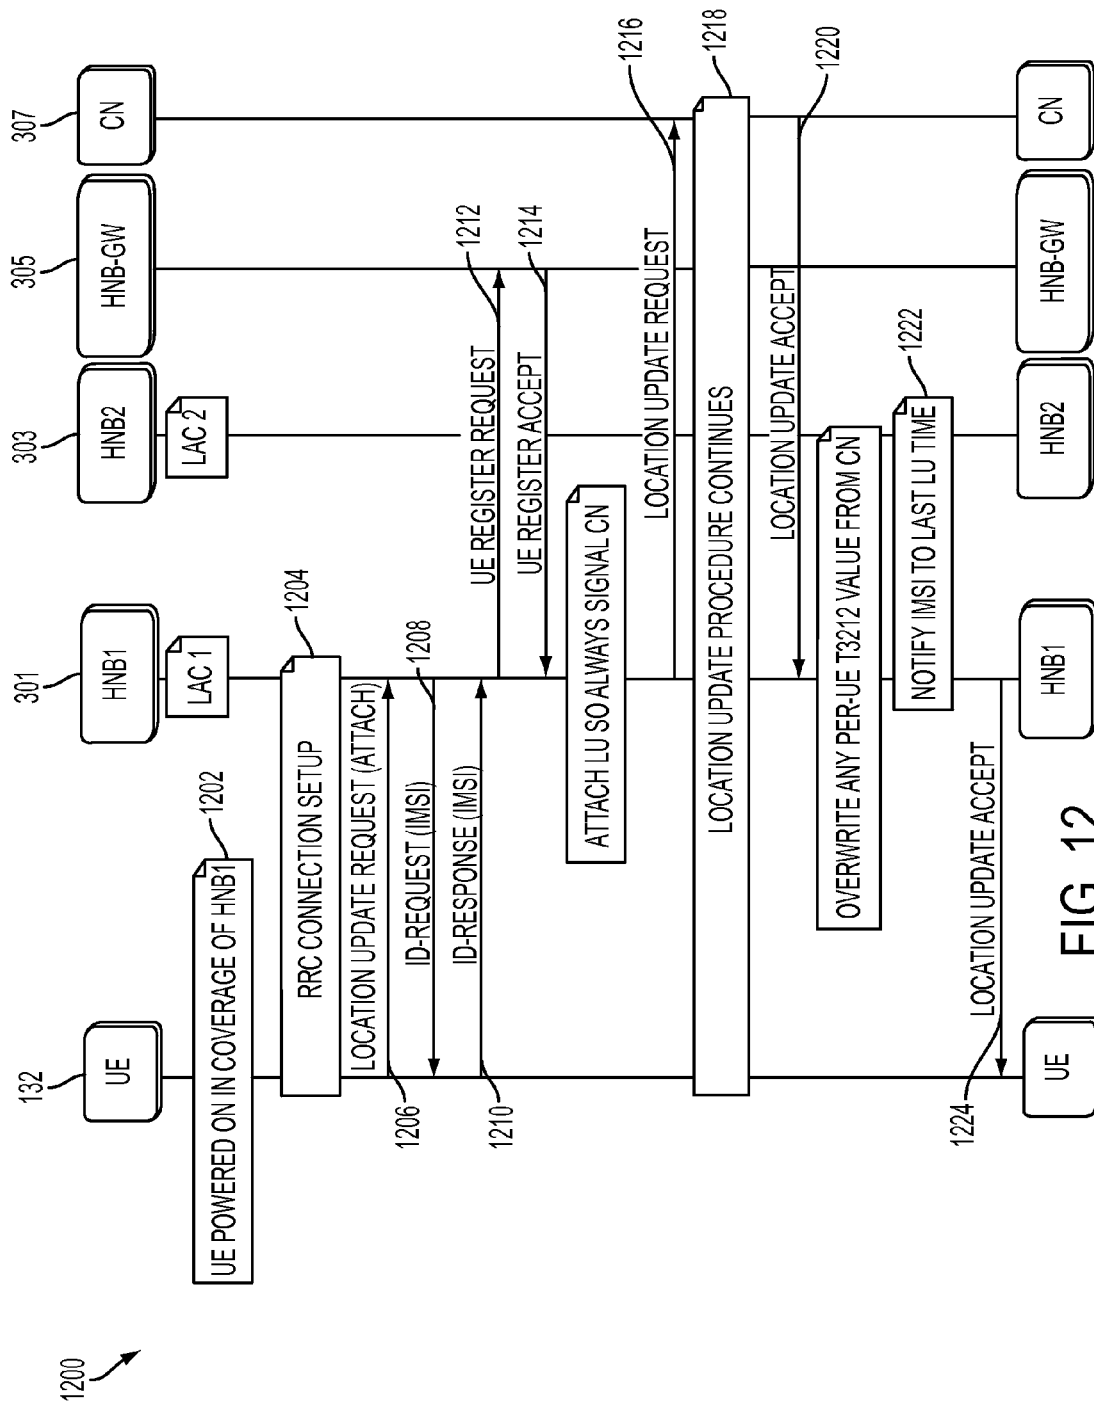 1200
132
301
303
305
307
UE
HNB1
HNB2
HNB-GW
CN
LAC 1
LAC 2
UE POWERED ON IN COVERAGE OF HNB1
1202
RRC CONNECTION SETUP
1204
LOCATION UPDATE REQUEST (ATTACH)
1206
ID-REQUEST (IMSI)
1208
ID-RESPONSE (IMSI)
1210
UE REGISTER REQUEST
1212
UE REGISTER ACCEPT
1214
ATTACH LU SO ALWAYS SIGNAL CN
LOCATION UPDATE REQUEST
1216
LOCATION UPDATE PROCEDURE CONTINUES
1218
LOCATION UPDATE ACCEPT
1220
OVERWRITE ANY PER-UE T3212 VALUE FROM CN
NOTIFY IMSI TO LAST LU TIME
1222
LOCATION UPDATE ACCEPT
1224
UE
HNB1
HNB2
HNB-GW
CN
FIG. 12